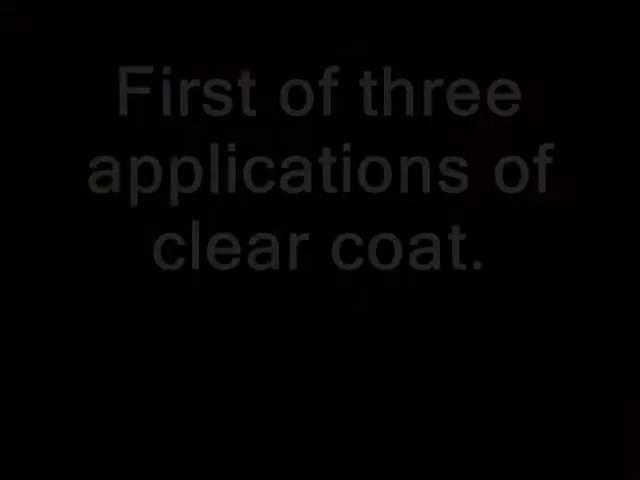 First of three
applications of
clear coat.